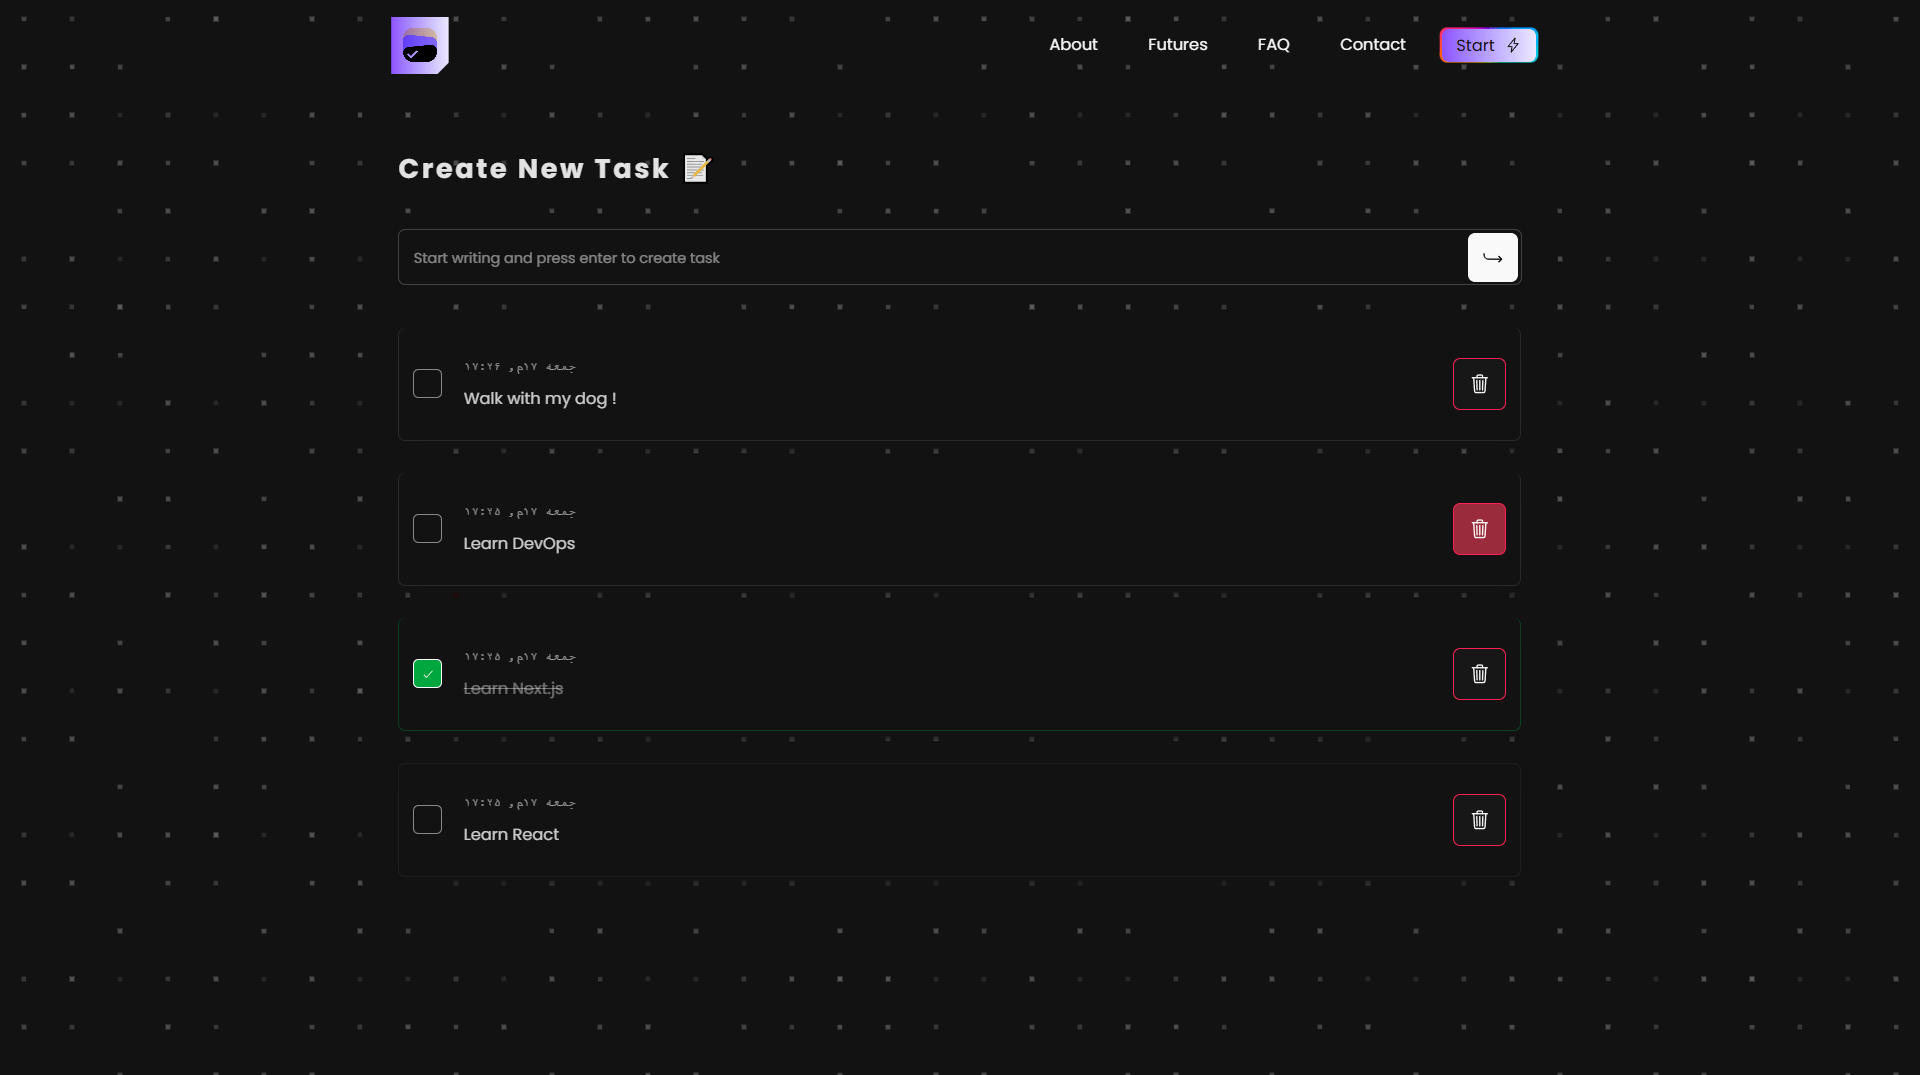 About
Futures
FAQ
Contact
Start
Create New Task
Start writing and press enter to create task
جمعه ۱۷م, ۱۷:۲۶
Walk with my dog !
جمعه ۱۷م, ۱۷:۲۵
Learn DevOps
جمعه ۱۷م, ۱۷:۲۵
Learn Next.js
جمعه ۱۷م, ۱۷:۲۵
Learn React